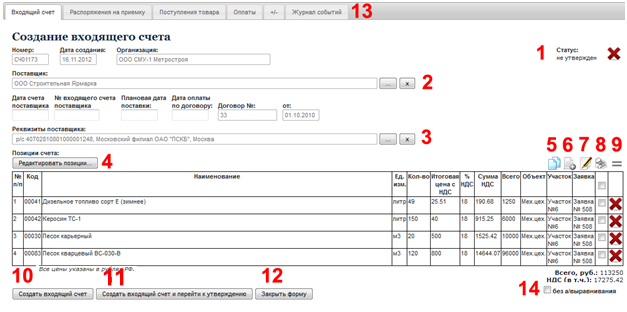 Входящий счет Распоряжения на приемку Поступления товара Оплаты +/- Журнал событий 13
Создание входящего счета
Номер: Дата создания: Организация: Статус:
СЧ01173 16.11.2012 ООО СМУ-1 Метростроя 1 не утвержден
Поставщик:
ООО Строительная Ярмарка ... x 2
Дата счета поставщика № входящего счета поставщика Плановая дата поставки: Дата оплаты по договору: Договор №: от:
33 01.10.2010
Реквизиты поставщика:
р/с 40702810801000001248, Московский филиал ОАО "ПСКБ", Москва ... x 3
Позиции счета:
Редактировать позиции... 4 5 6 7 8 9
№ п/п Код Наименование Ед. изм. Кол-во Итоговая цена с НДС % НДС Сумма НДС Всего Объект Участок Заявка
1 00041 Дизельное топливо сорт Е (зимнее) литр 49 25.51 18 190.68 1250 Мех.цех. Участок №6 Заявка № 508
2 00042 Керосин ТС-1 литр 150 40 18 915.25 6000 Мех.цех. Участок №6 Заявка № 508
3 00030 Песок карьерный м3 20 500 18 1525.42 10000 Мех.цех. Участок №6 Заявка № 508
4 00083 Песок кварцевый ВС-030-В м3 120 800 18 14644.07 96000 Мех.цех. Участок №6 Заявка № 508
Все цены указаны в рублях РФ.
Всего, руб.: 113250
НДС (в т.ч.): 17275.42
10 11 12
Создать входящий счет Создать входящий счет и перейти к утверждению Закрыть форму 14 без а/выравнивания